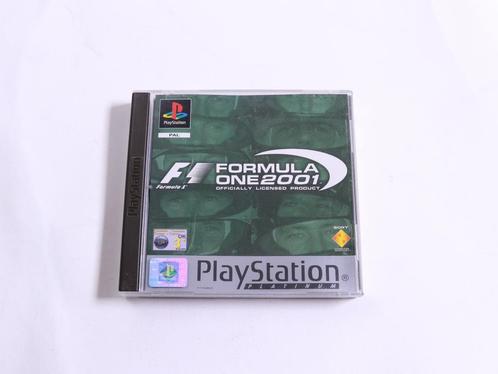 PlayStation
PlayStation
PAL
F1
Formula 1
FORMULA
ONE 2001
OFFICIALLY LICENSED PRODUCT
SONY
PlayStation®
PLATINUM